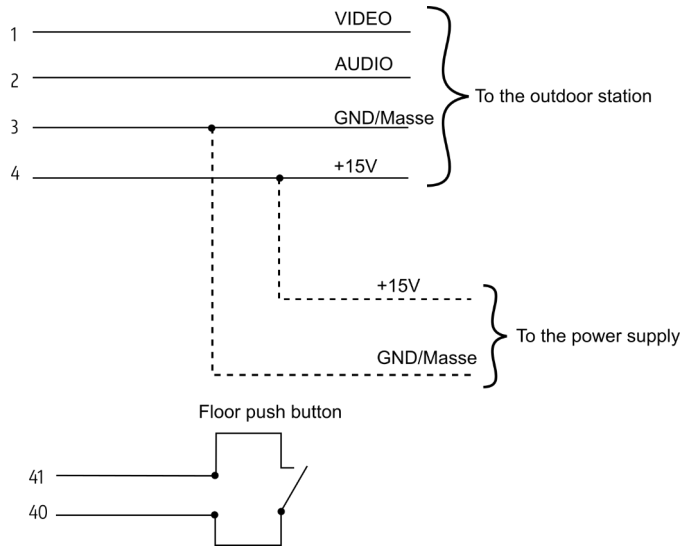 VIDEO
1
AUDIO
2
To the outdoor station
GND/Masse
3
+15V
4
+15V
To the power supply
GND/Masse
Floor push button
41
40